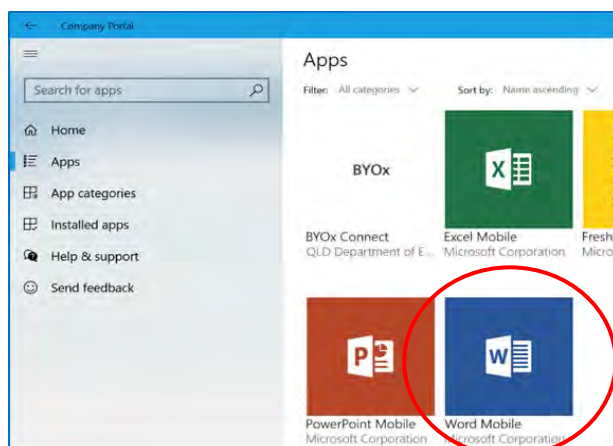 Company Portal
Search for apps
Home
Apps
App categories
Installed apps
Help & support
Send feedback
Apps
Filter: All categories Sort by: Name ascending
BYOx
X
BYOx Connect Excel Mobile Fresh
QLD Department of E... Microsoft Corporation Micro
P W
PowerPoint Mobile Word Mobile
Microsoft Corporation Microsoft Corporation